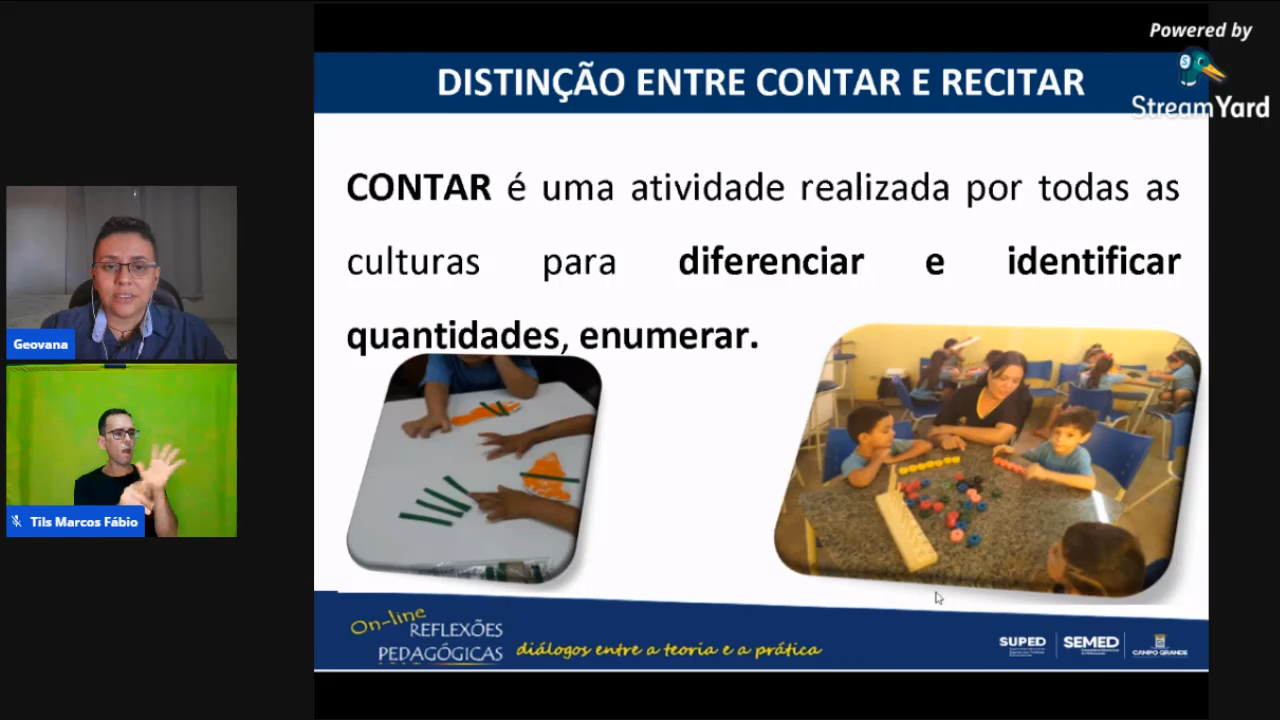 Powered by
StreamYard
DISTINÇÃO ENTRE CONTAR E RECITAR
CONTAR é uma atividade realizada por todas as
culturas para diferenciar e identificar
quantidades, enumerar.
Geovana
Tils Marcos Fábio
On-line
REFLEXÕES
PEDAGÓGICAS
diálogos entre a teoria e a prática
SUPED
SEMED
CAMPO GRANDE